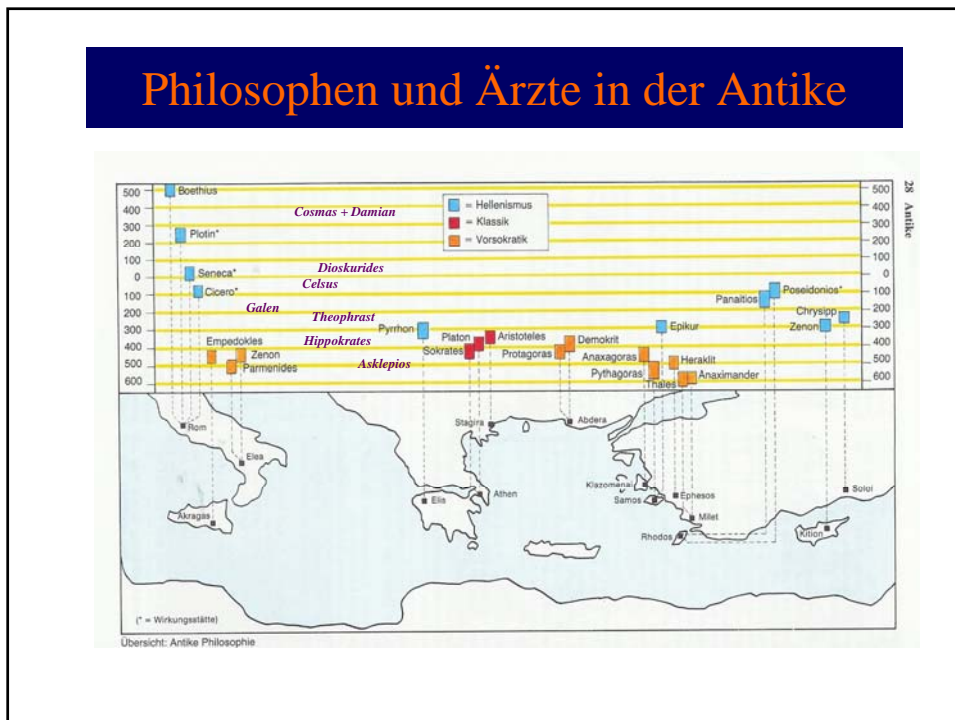 Philosophen und Ärzte in der Antike
28 Antike
500 Boethius 500
400 Cosmas + Damian 400
300 Plotin* 300
200 200
100 Dioskurides 100
0 Seneca* 0
Celsus
100 Cicero* Panaitios Poseidonios* 100
200 Galen Theophrast Chrysipp 200
300 Pyrrhon Epikur Zenon 300
Empedokles Hippokrates Platon Aristoteles Demokrit
400 Zenon Sokrates Protagoras Anaxagoras 400
500 Parmenides Asklepios Pythagoras Heraklit 500
600 Thales Anaximander 600
= Hellenismus
= Klassik
= Vorsokratik
Rom
Stagira
Abdera
Elea
Klazomenai
Soloi
Elis
Athen
Samos
Ephesos
Akragas
Milet
Rhodos
Kition
(* = Wirkungsstätte)
Übersicht: Antike Philosophie